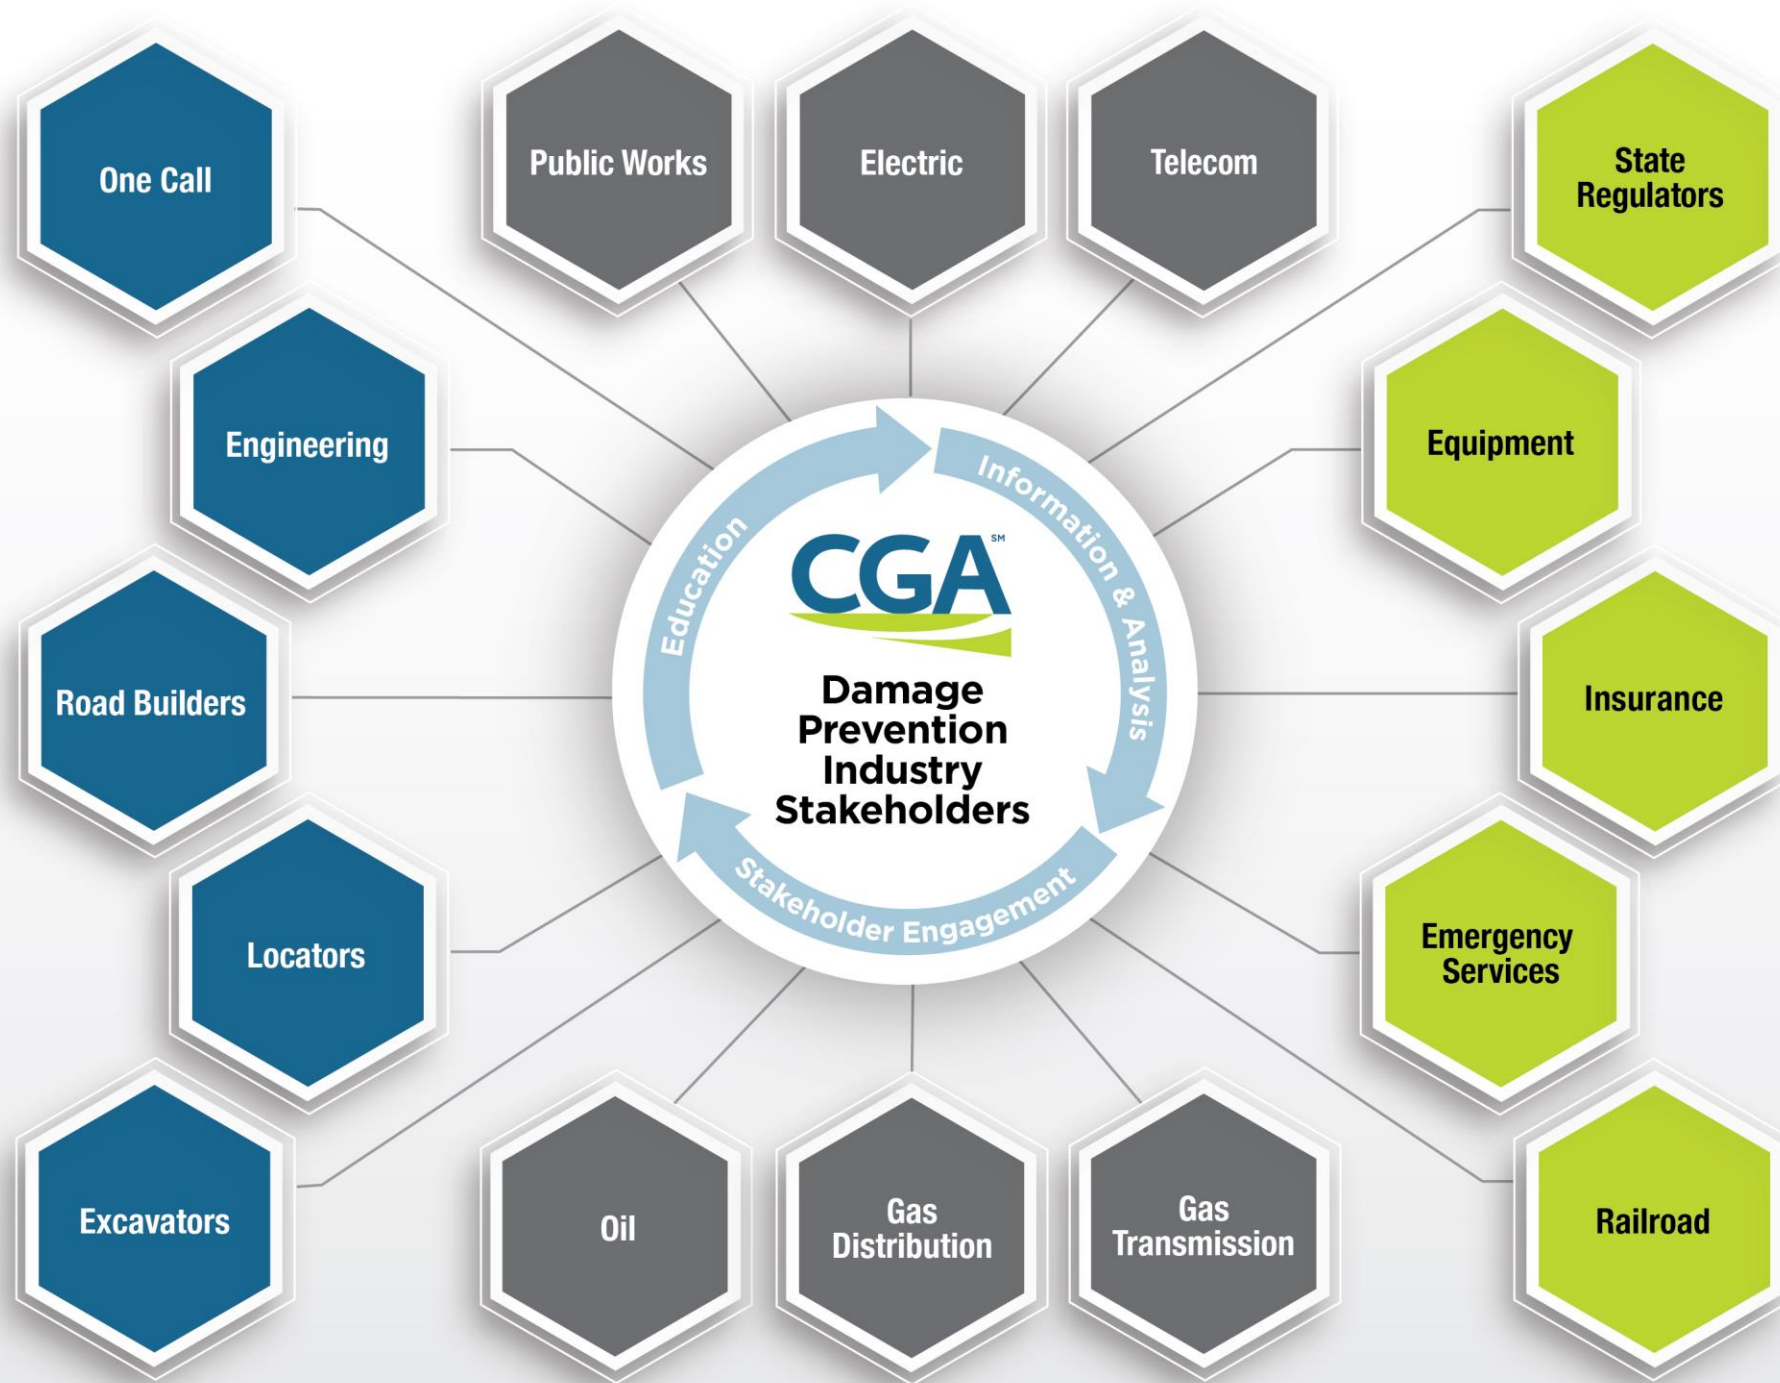 One Call
Public Works
Electric
Telecom
State
Regulators
Engineering
Equipment
Road Builders
Insurance
Locators
Emergency
Services
Excavators
Oil
Gas
Distribution
Gas
Transmission
Railroad
Education
Information & Analysis
Stakeholder Engagement
CGA SM
Damage
Prevention
Industry
Stakeholders